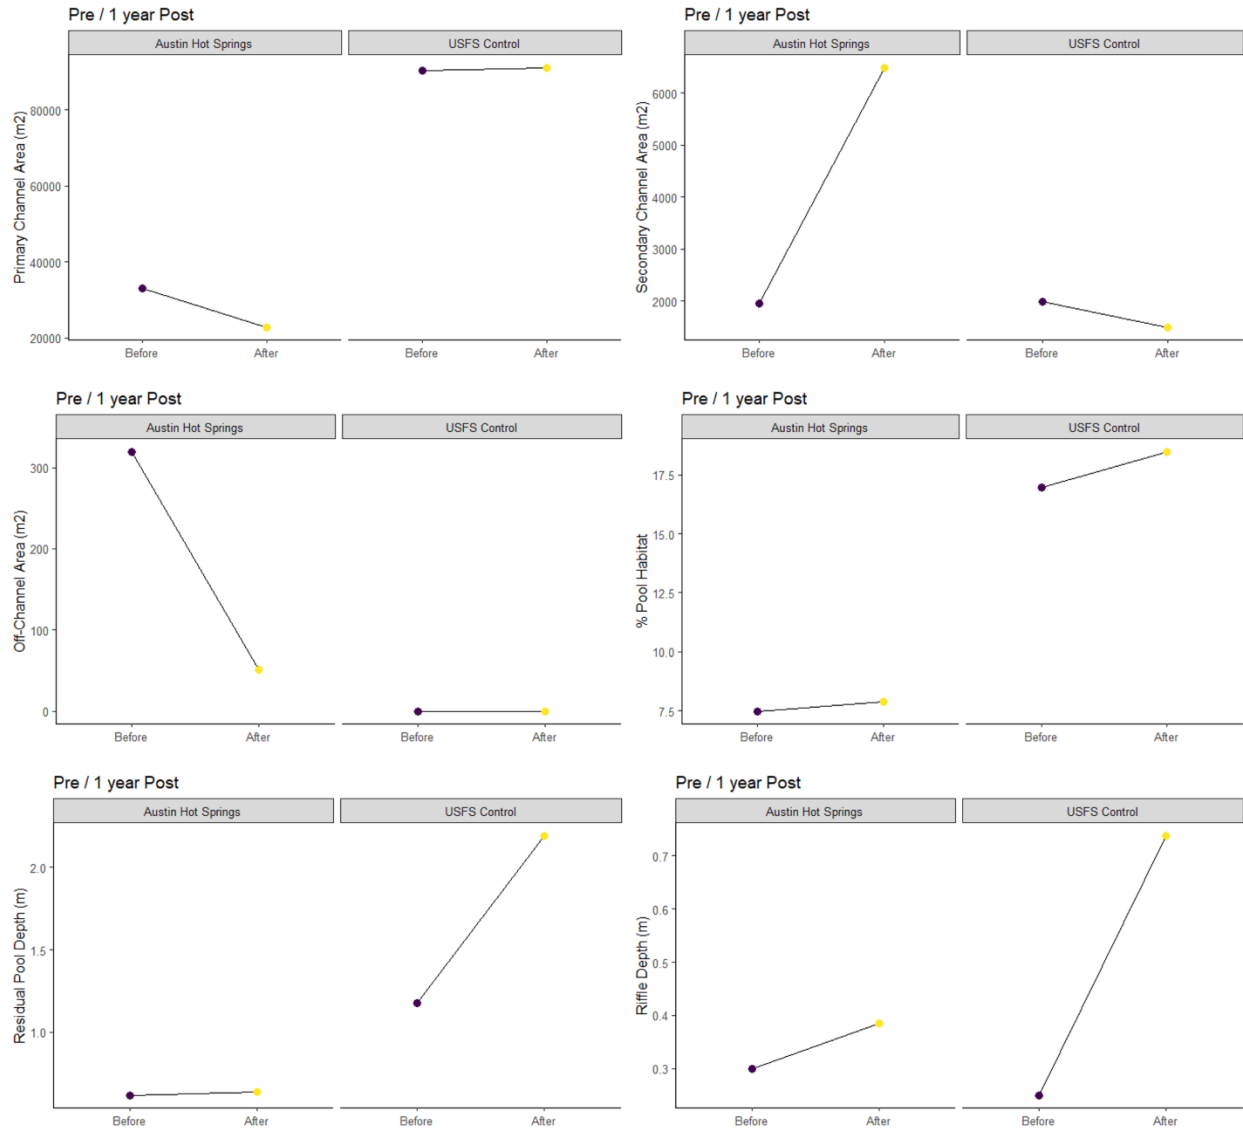 Pre / 1 year Post
Austin Hot Springs
USFS Control
Primary Channel Area (m2)
80000
60000
40000
20000
Before
After
Before
After
Pre / 1 year Post
Austin Hot Springs
USFS Control
Secondary Channel Area (m2)
6000
5000
4000
3000
2000
Before
After
Before
After
Pre / 1 year Post
Austin Hot Springs
USFS Control
Off-Channel Area (m2)
300
200
100
0
Before
After
Before
After
Pre / 1 year Post
Austin Hot Springs
USFS Control
% Pool Habitat
17.5
15.0
12.5
10.0
7.5
Before
After
Before
After
Pre / 1 year Post
Austin Hot Springs
USFS Control
Residual Pool Depth (m)
2.0
1.5
1.0
Before
After
Before
After
Pre / 1 year Post
Austin Hot Springs
USFS Control
Riffle Depth (m)
0.7
0.6
0.5
0.4
0.3
Before
After
Before
After